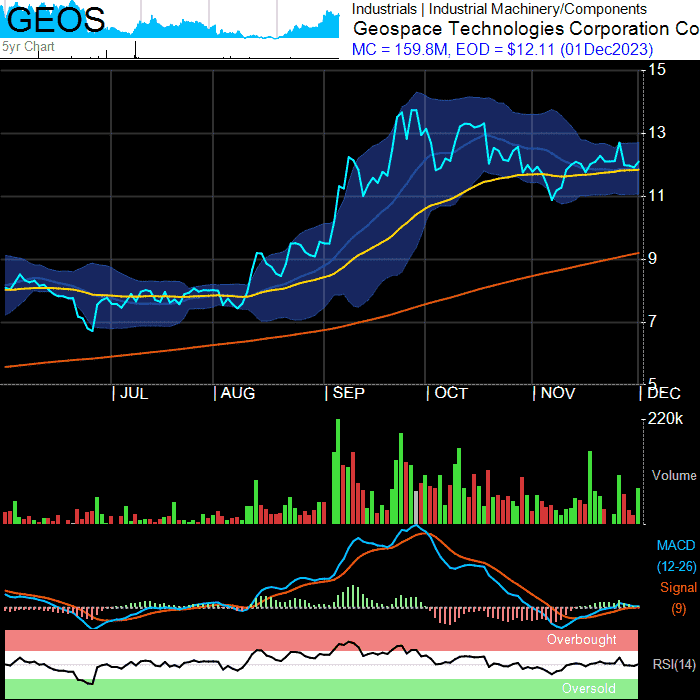 GEOS
5yr Chart
Industrials | Industrial Machinery/Components
Geospace Technologies Corporation Co
MC = 159.8M, EOD = $12.11 (01Dec2023)
15
13
11
9
7
5
JUL AUG SEP OCT NOV DEC
220k
Volume
MACD
(12-26)
Signal
(9)
Overbought
RSI(14)
Oversold